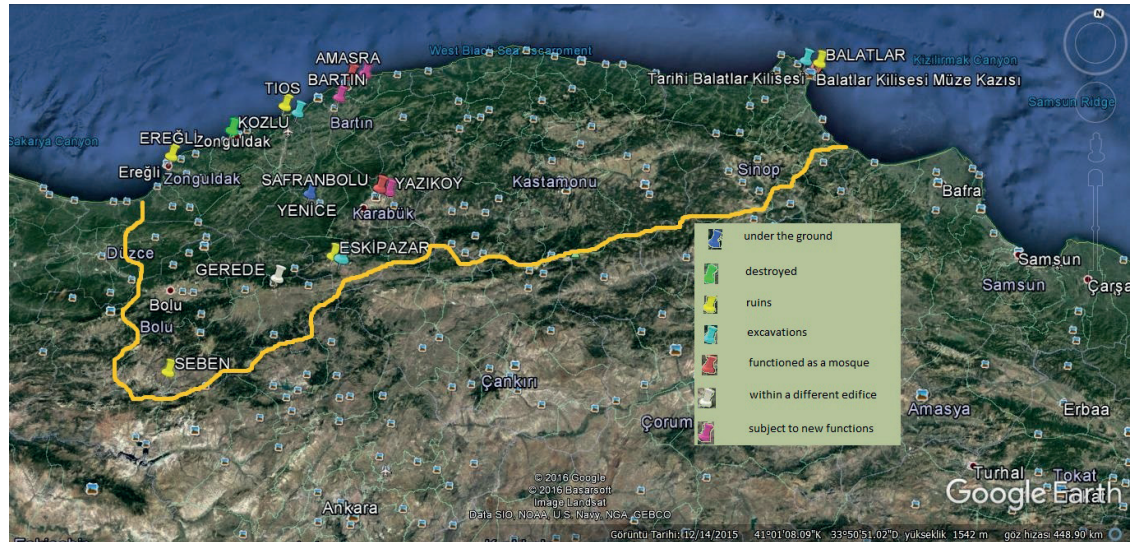 N
AMASRA
West Black Sea Escarpment
BALATLAR
BARTIN
Kizilirmak Canyon
Tarihi Balatlar Kilisesi
Balatlar Kilisesi Müze Kazısı
TIOS
Samsun Ridge
KOZLU
Bartın
Sakarya Canyon
EREĞLİ
Zonguldak
Ereğli
Zonguldak
SAFRANBOLU
YAZIKOY
Kastamonu
Sinop
Bafra
YENİCE
Karabük
under the ground
Düzce
ESKİPAZAR
GEREDE
Samsun
destroyed
Samsun
Çarşa
Bolu
ruins
Bolu
excavations
SEBEN
functioned as a mosque
Çankırı
within a different edifice
Amasya
Erbaa
Çorum
subject to new functions
Turhal
Tokat
© 2016 Google
© 2016 Basarsoft
Image Landsat
Data SIO, NOAA, U.S. Navy, NGA, GEBCO
Google Earth
Ankara
Görüntü Tarihi: 12/14/2015 41°01'08.09"K 33°50'51.02"D yükseklik 1542 m göz hizası 448.90 km